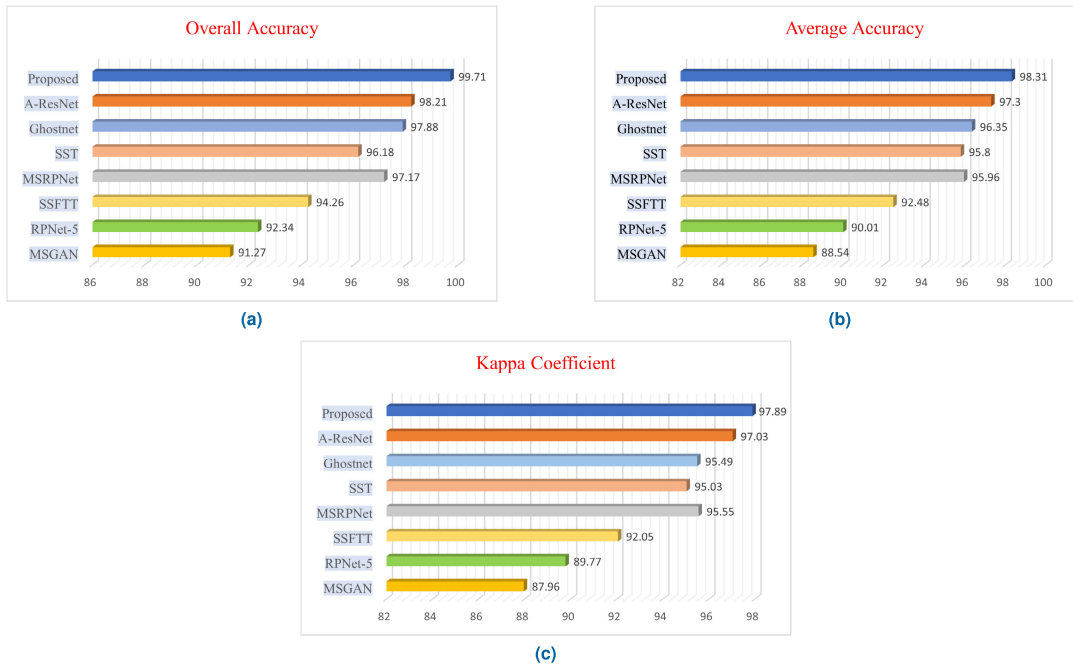 Overall Accuracy
Proposed 99.71
A-ResNet 98.21
Ghostnet 97.88
SST 96.18
MSRPNet 97.17
SSFTT 94.26
RPNet-5 92.34
MSGAN 91.27
86 88 90 92 94 96 98 100
(a)
Average Accuracy
Proposed 98.31
A-ResNet 97.3
Ghostnet 96.35
SST 95.8
MSRPNet 95.96
SSFTT 92.48
RPNet-5 90.01
MSGAN 88.54
82 84 86 88 90 92 94 96 98 100
(b)
Kappa Coefficient
Proposed 97.89
A-ResNet 97.03
Ghostnet 95.49
SST 95.03
MSRPNet 95.55
SSFTT 92.05
RPNet-5 89.77
MSGAN 87.96
82 84 86 88 90 92 94 96 98
(c)